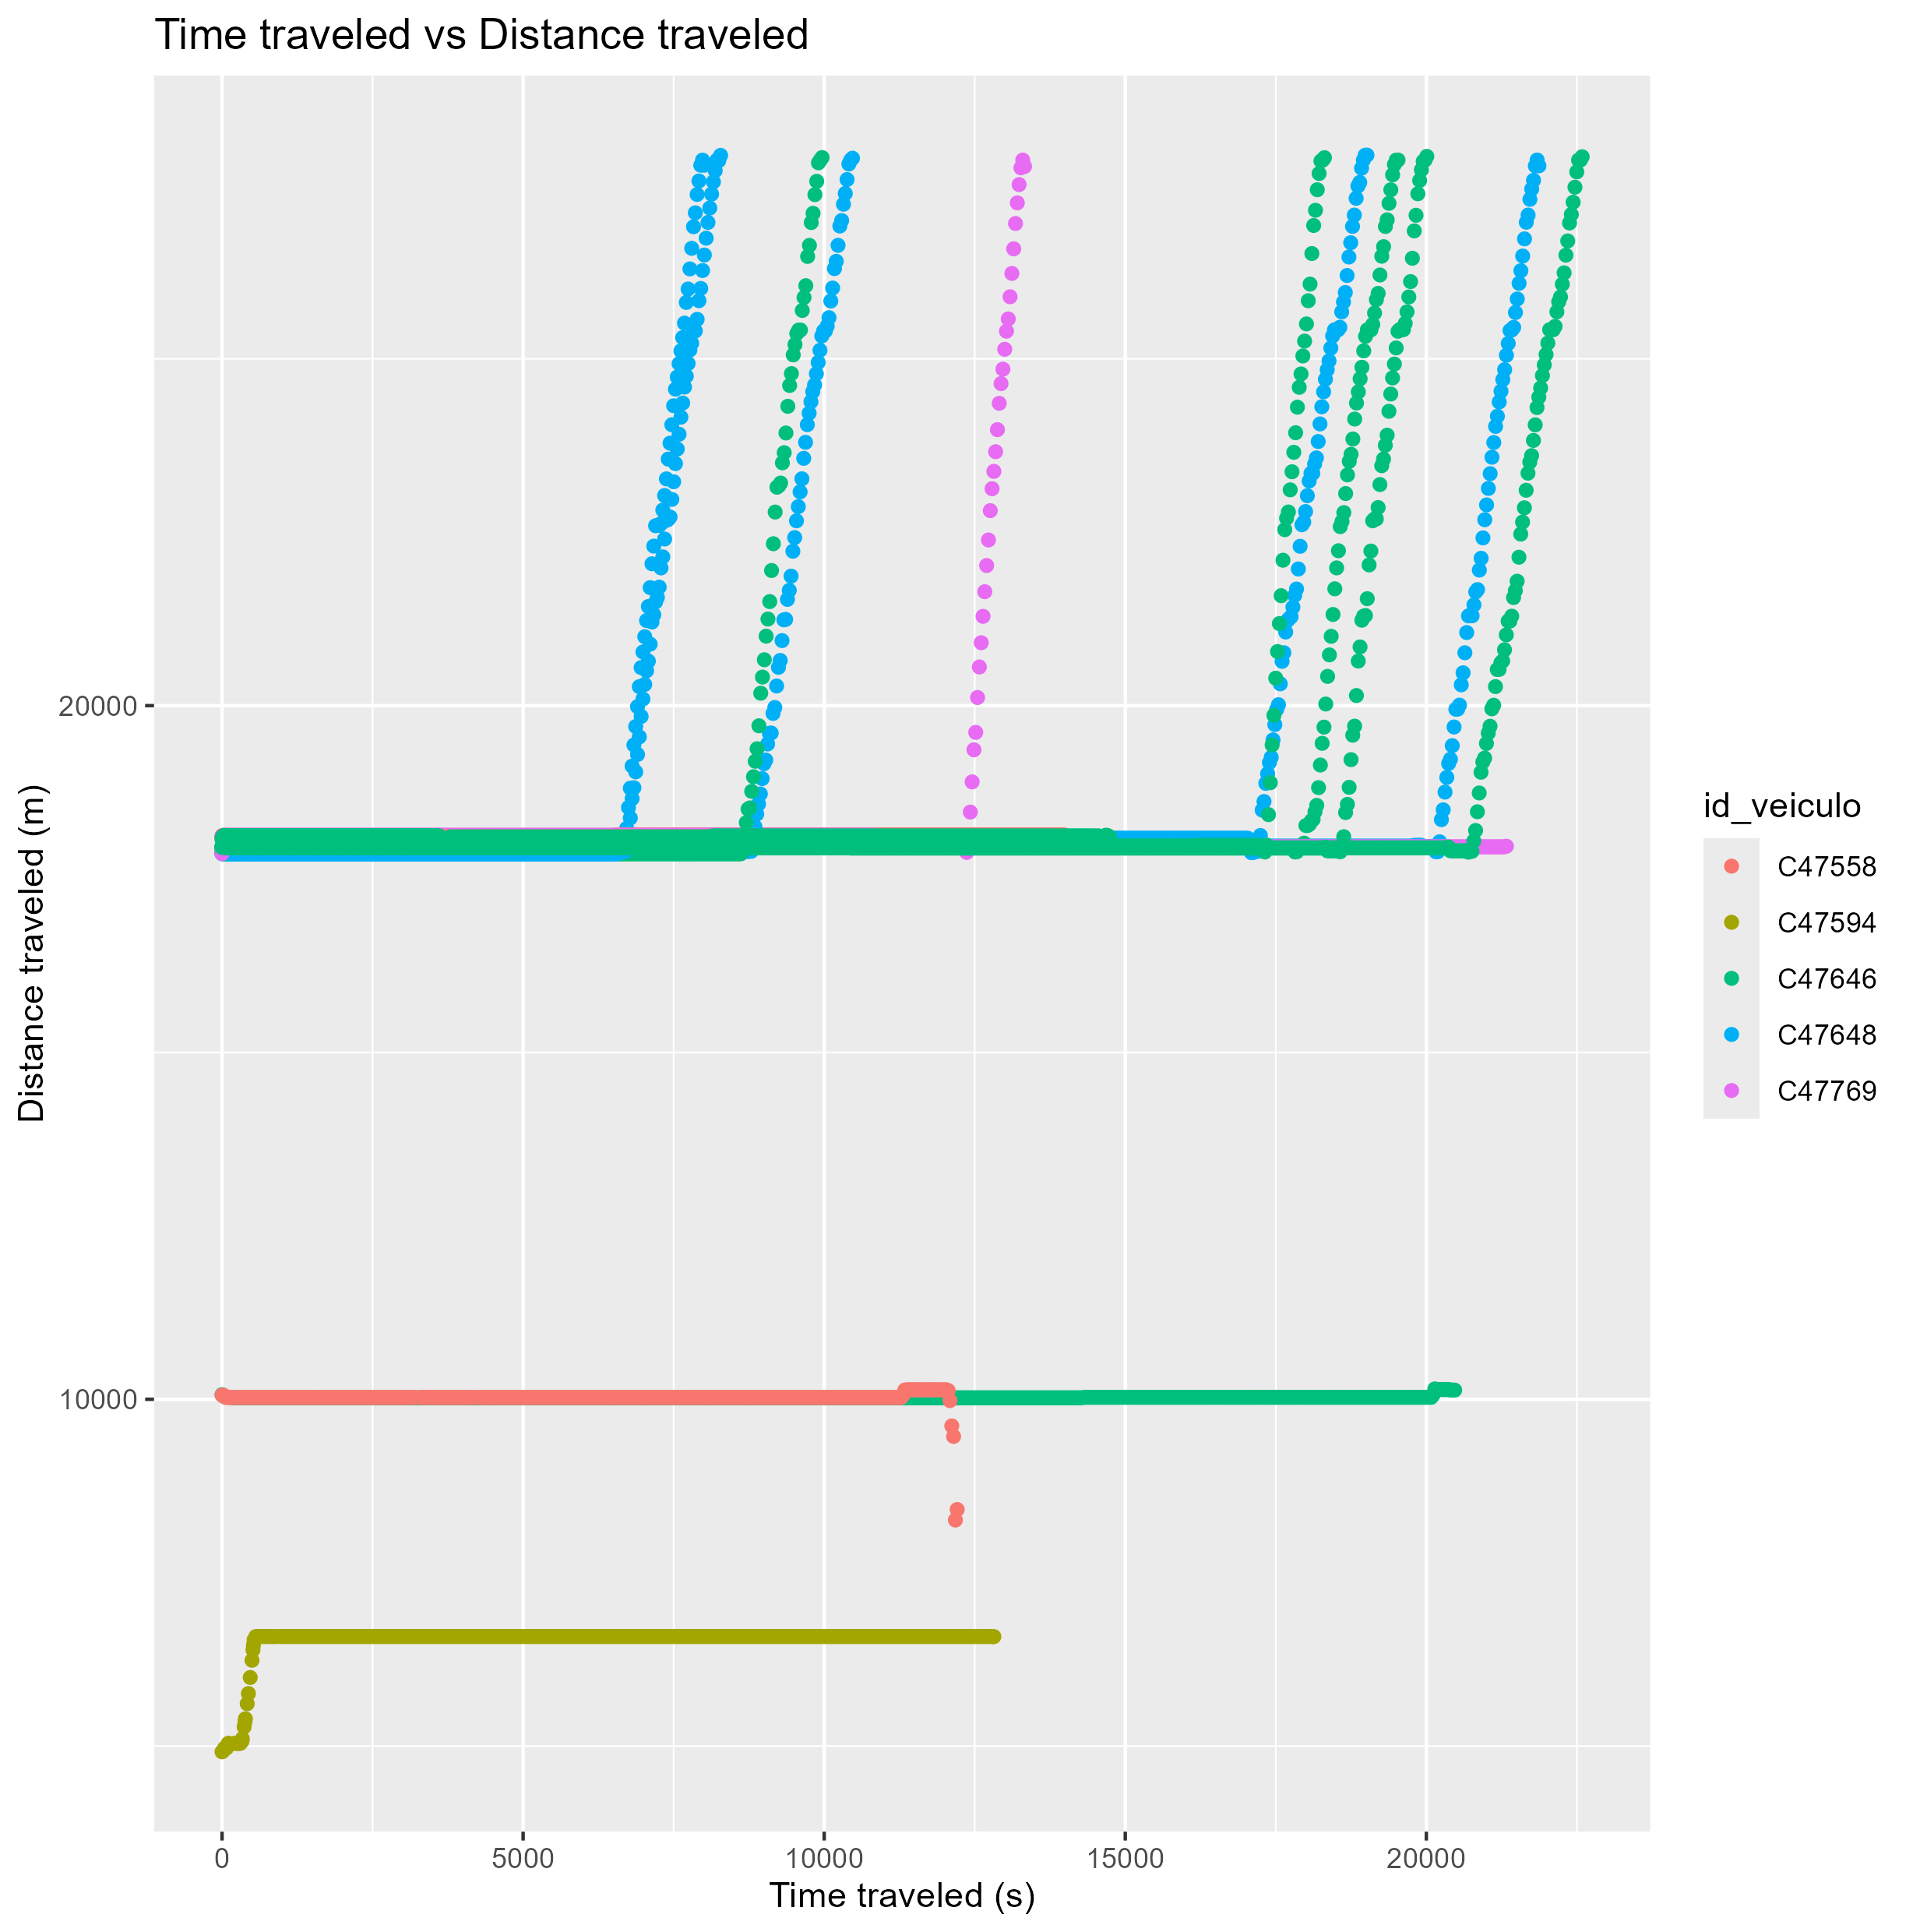 Time traveled vs Distance traveled
Distance traveled (m)
20000
10000
0
5000
10000
15000
20000
Time traveled (s)
id_veiculo
C47558
C47594
C47646
C47648
C47769